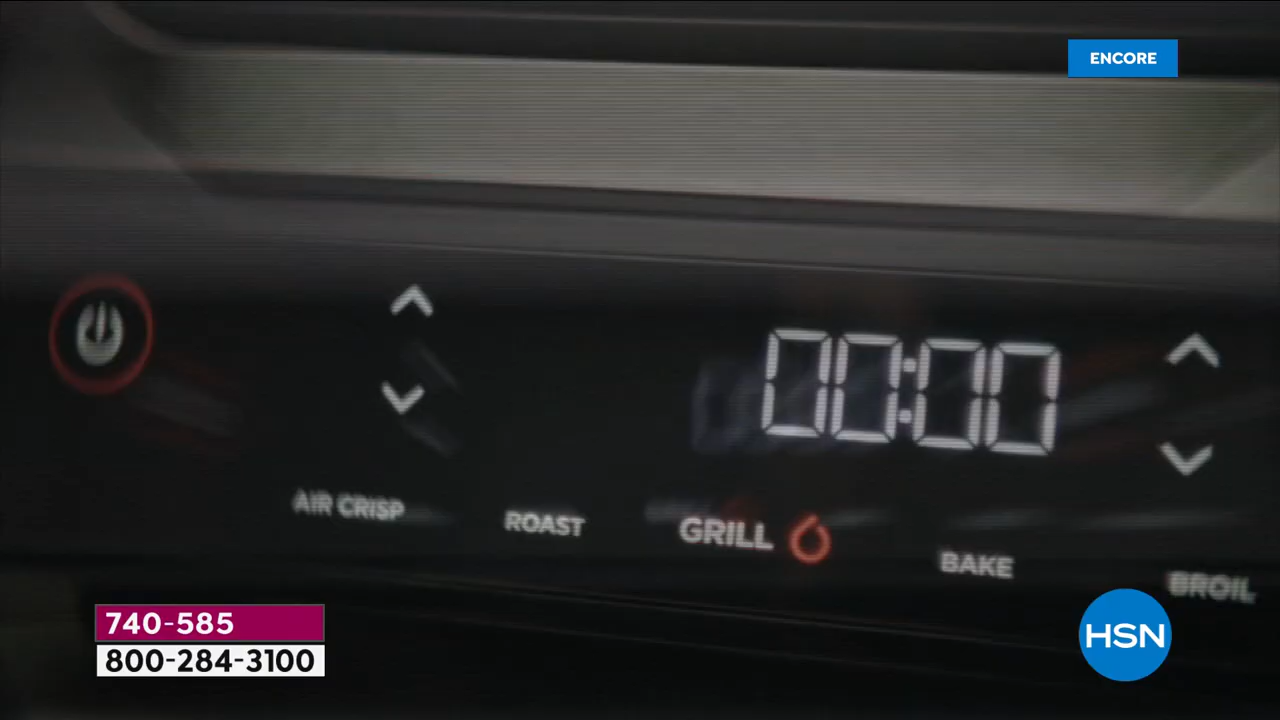 ENCORE
00:00
AIR CRISP
ROAST
GRILL
BAKE
BROIL
740-585
800-284-3100
HSN